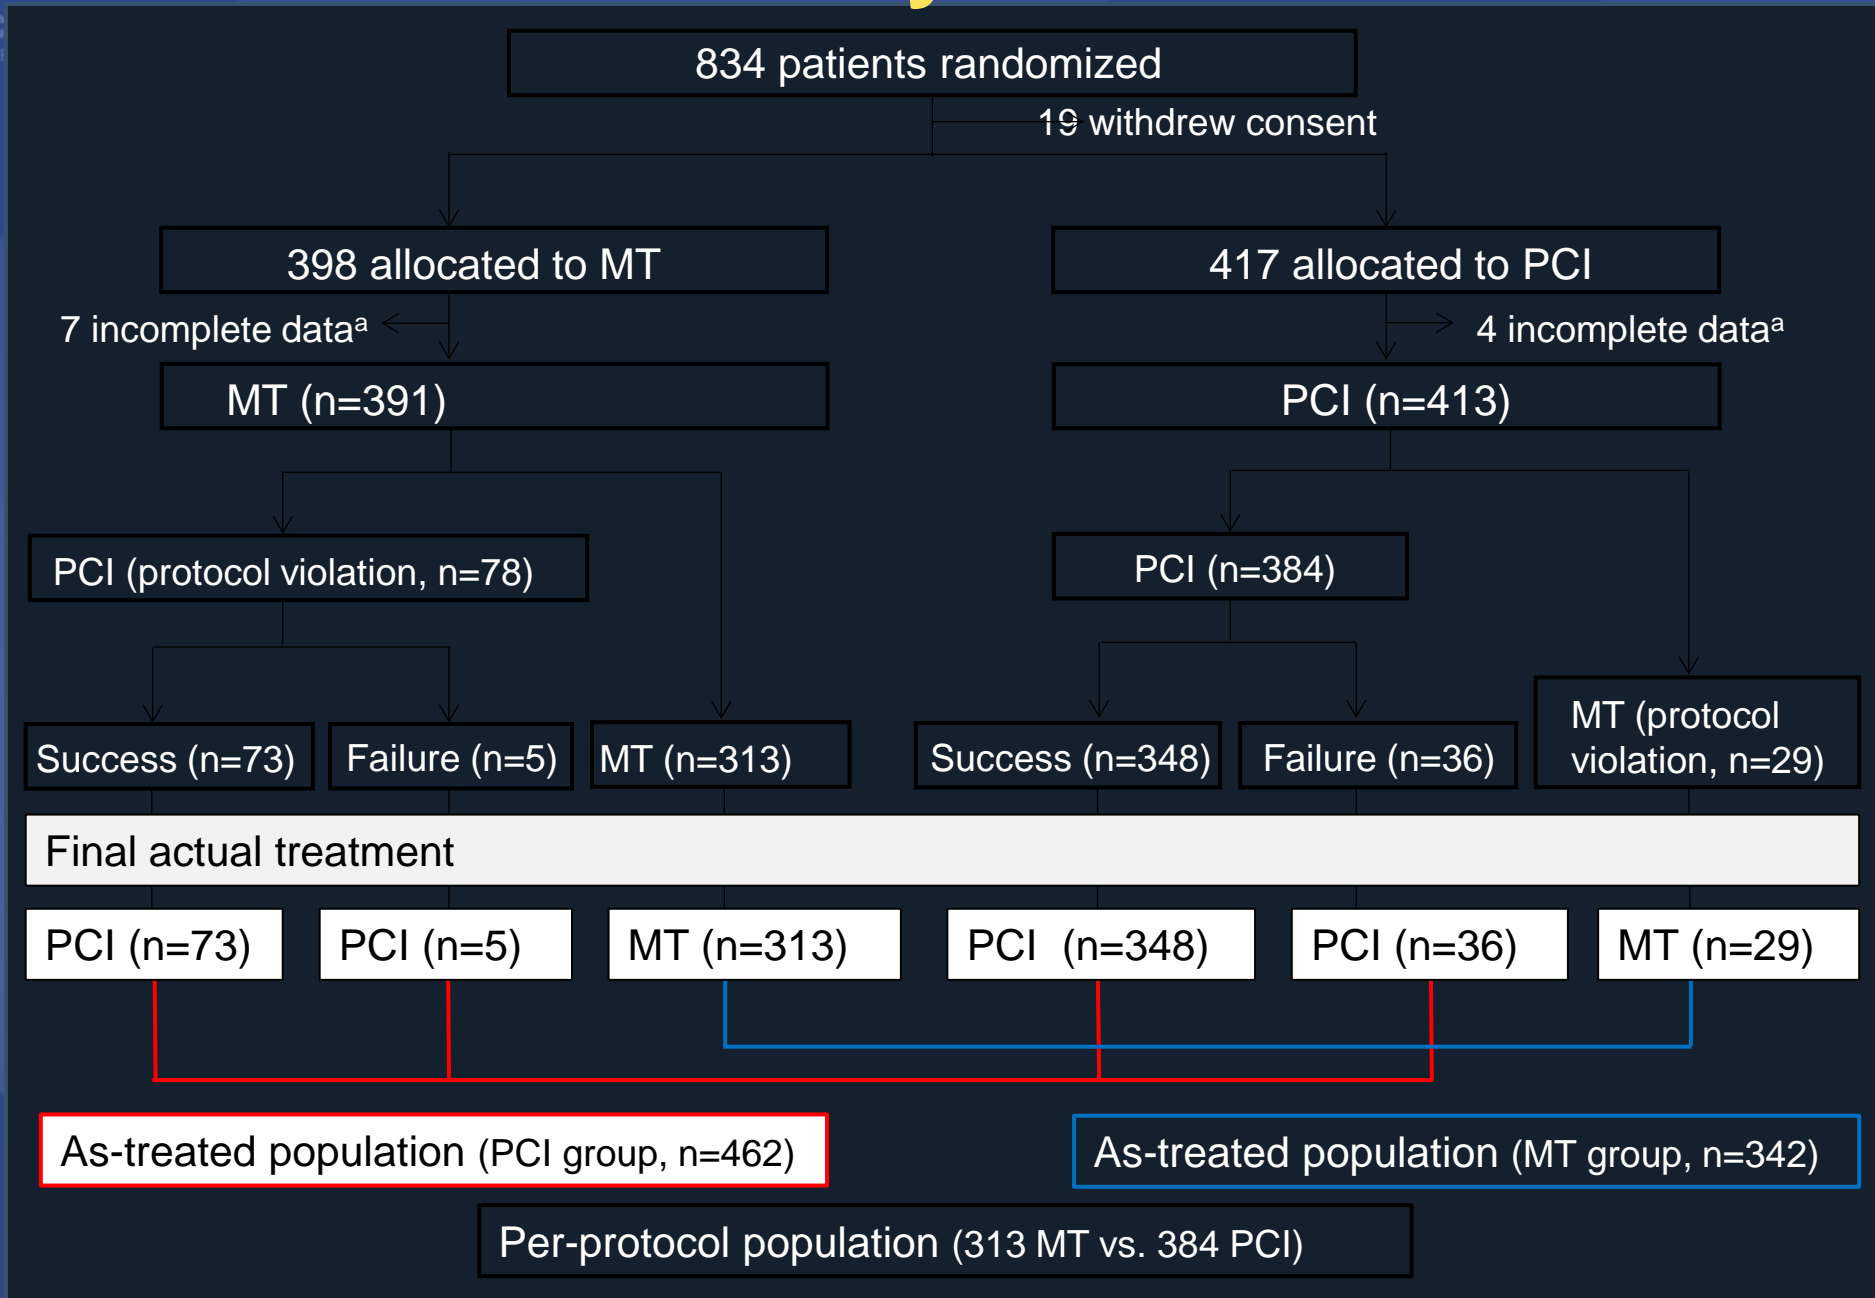 834 patients randomized
19 withdrew consent
398 allocated to MT
417 allocated to PCI
7 incomplete dataᵃ
4 incomplete dataᵃ
MT (n=391)
PCI (n=413)
PCI (protocol violation, n=78)
PCI (n=384)
Success (n=73)
Failure (n=5)
MT (n=313)
Success (n=348)
Failure (n=36)
MT (protocol
violation, n=29)
Final actual treatment
PCI (n=73)
PCI (n=5)
MT (n=313)
PCI (n=348)
PCI (n=36)
MT (n=29)
As-treated population (PCI group, n=462)
As-treated population (MT group, n=342)
Per-protocol population (313 MT vs. 384 PCI)